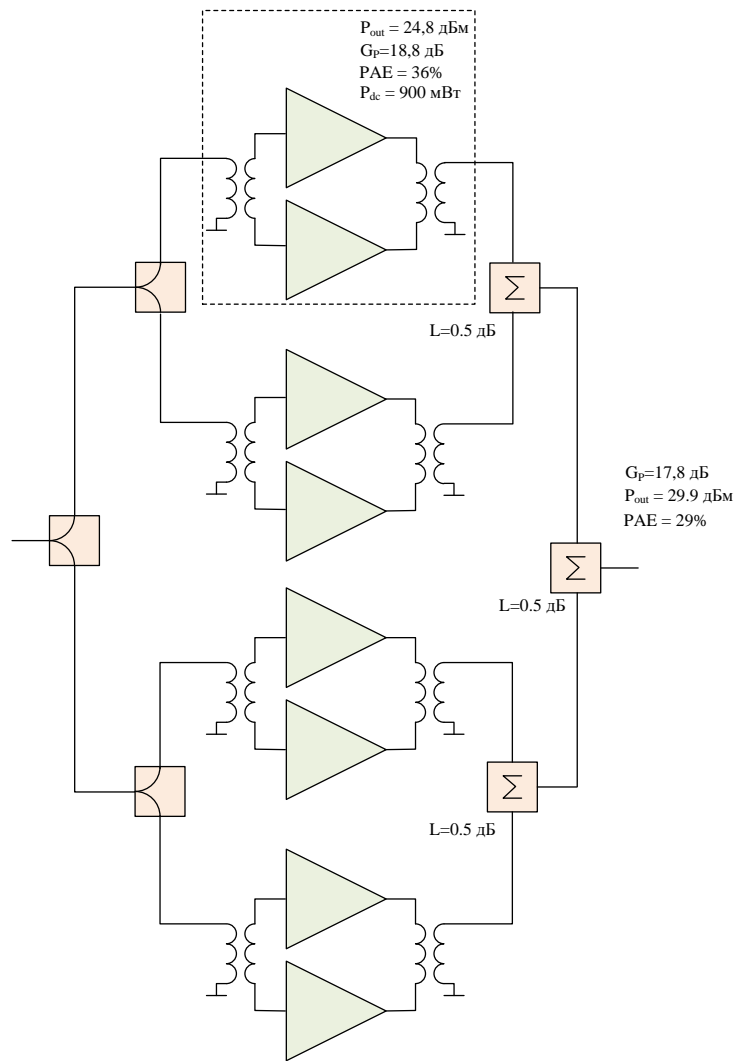 Pout = 24,8 дБм
GP=18,8 дБ
PAE = 36%
Pdc = 900 мВт
Σ
L=0.5 дБ
GP=17,8 дБ
Pout = 29.9 дБм
PAE = 29%
Σ
L=0.5 дБ
Σ
L=0.5 дБ